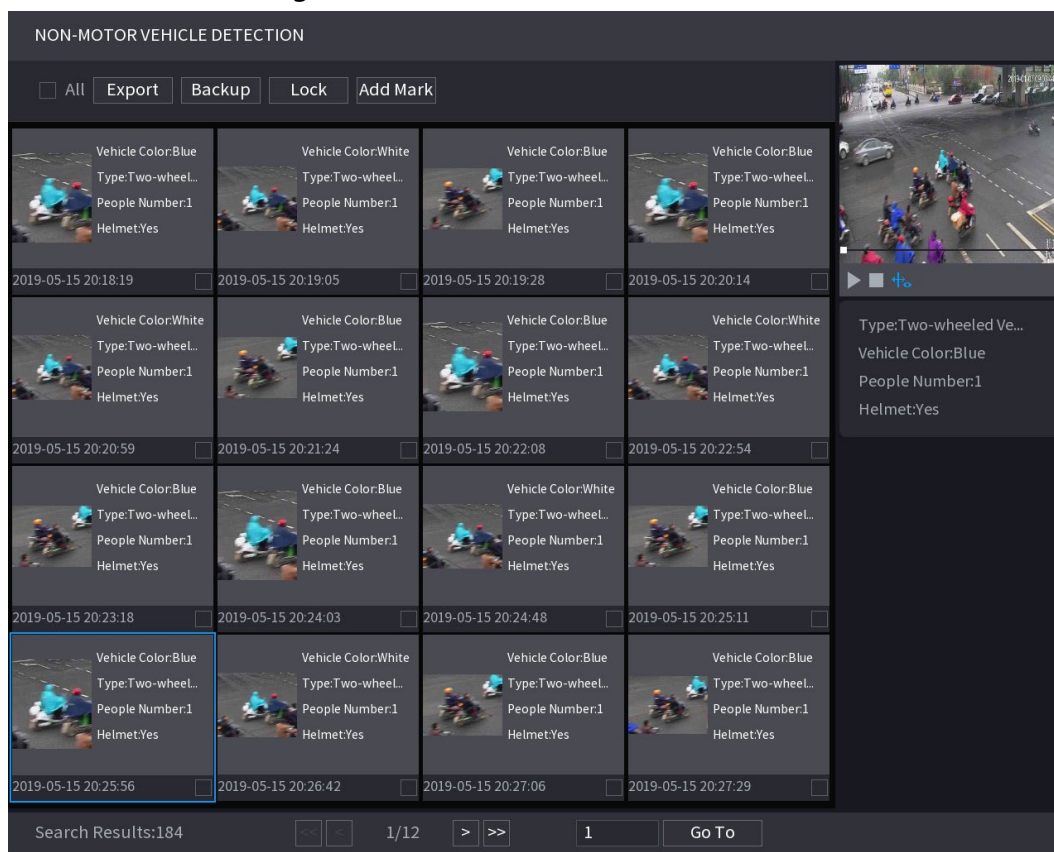 NON-MOTOR VEHICLE DETECTION
All Export Backup Lock Add Mark
Vehicle Color:Blue
Type:Two-wheel...
People Number:1
Helmet:Yes
2019-05-15 20:18:19
Vehicle Color:White
Type:Two-wheel...
People Number:1
Helmet:Yes
2019-05-15 20:19:05
Vehicle Color:Blue
Type:Two-wheel...
People Number:1
Helmet:Yes
2019-05-15 20:19:28
Vehicle Color:Blue
Type:Two-wheel...
People Number:1
Helmet:Yes
2019-05-15 20:20:14
Vehicle Color:White
Type:Two-wheel...
People Number:1
Helmet:Yes
2019-05-15 20:20:59
Vehicle Color:Blue
Type:Two-wheel...
People Number:1
Helmet:Yes
2019-05-15 20:21:24
Vehicle Color:Blue
Type:Two-wheel...
People Number:1
Helmet:Yes
2019-05-15 20:22:08
Vehicle Color:White
Type:Two-wheel...
People Number:1
Helmet:Yes
2019-05-15 20:22:54
Vehicle Color:Blue
Type:Two-wheel...
People Number:1
Helmet:Yes
2019-05-15 20:23:18
Vehicle Color:Blue
Type:Two-wheel...
People Number:1
Helmet:Yes
2019-05-15 20:24:03
Vehicle Color:White
Type:Two-wheel...
People Number:1
Helmet:Yes
2019-05-15 20:24:48
Vehicle Color:Blue
Type:Two-wheel...
People Number:1
Helmet:Yes
2019-05-15 20:25:11
Vehicle Color:Blue
Type:Two-wheel...
People Number:1
Helmet:Yes
2019-05-15 20:25:56
Vehicle Color:White
Type:Two-wheel...
People Number:1
Helmet:Yes
2019-05-15 20:26:42
Vehicle Color:Blue
Type:Two-wheel...
People Number:1
Helmet:Yes
2019-05-15 20:27:06
Vehicle Color:Blue
Type:Two-wheel...
People Number:1
Helmet:Yes
2019-05-15 20:27:29
Type:Two-wheeled Ve...
Vehicle Color:Blue
People Number:1
Helmet:Yes
Search Results:184 << < 1/12 > >> 1 Go To